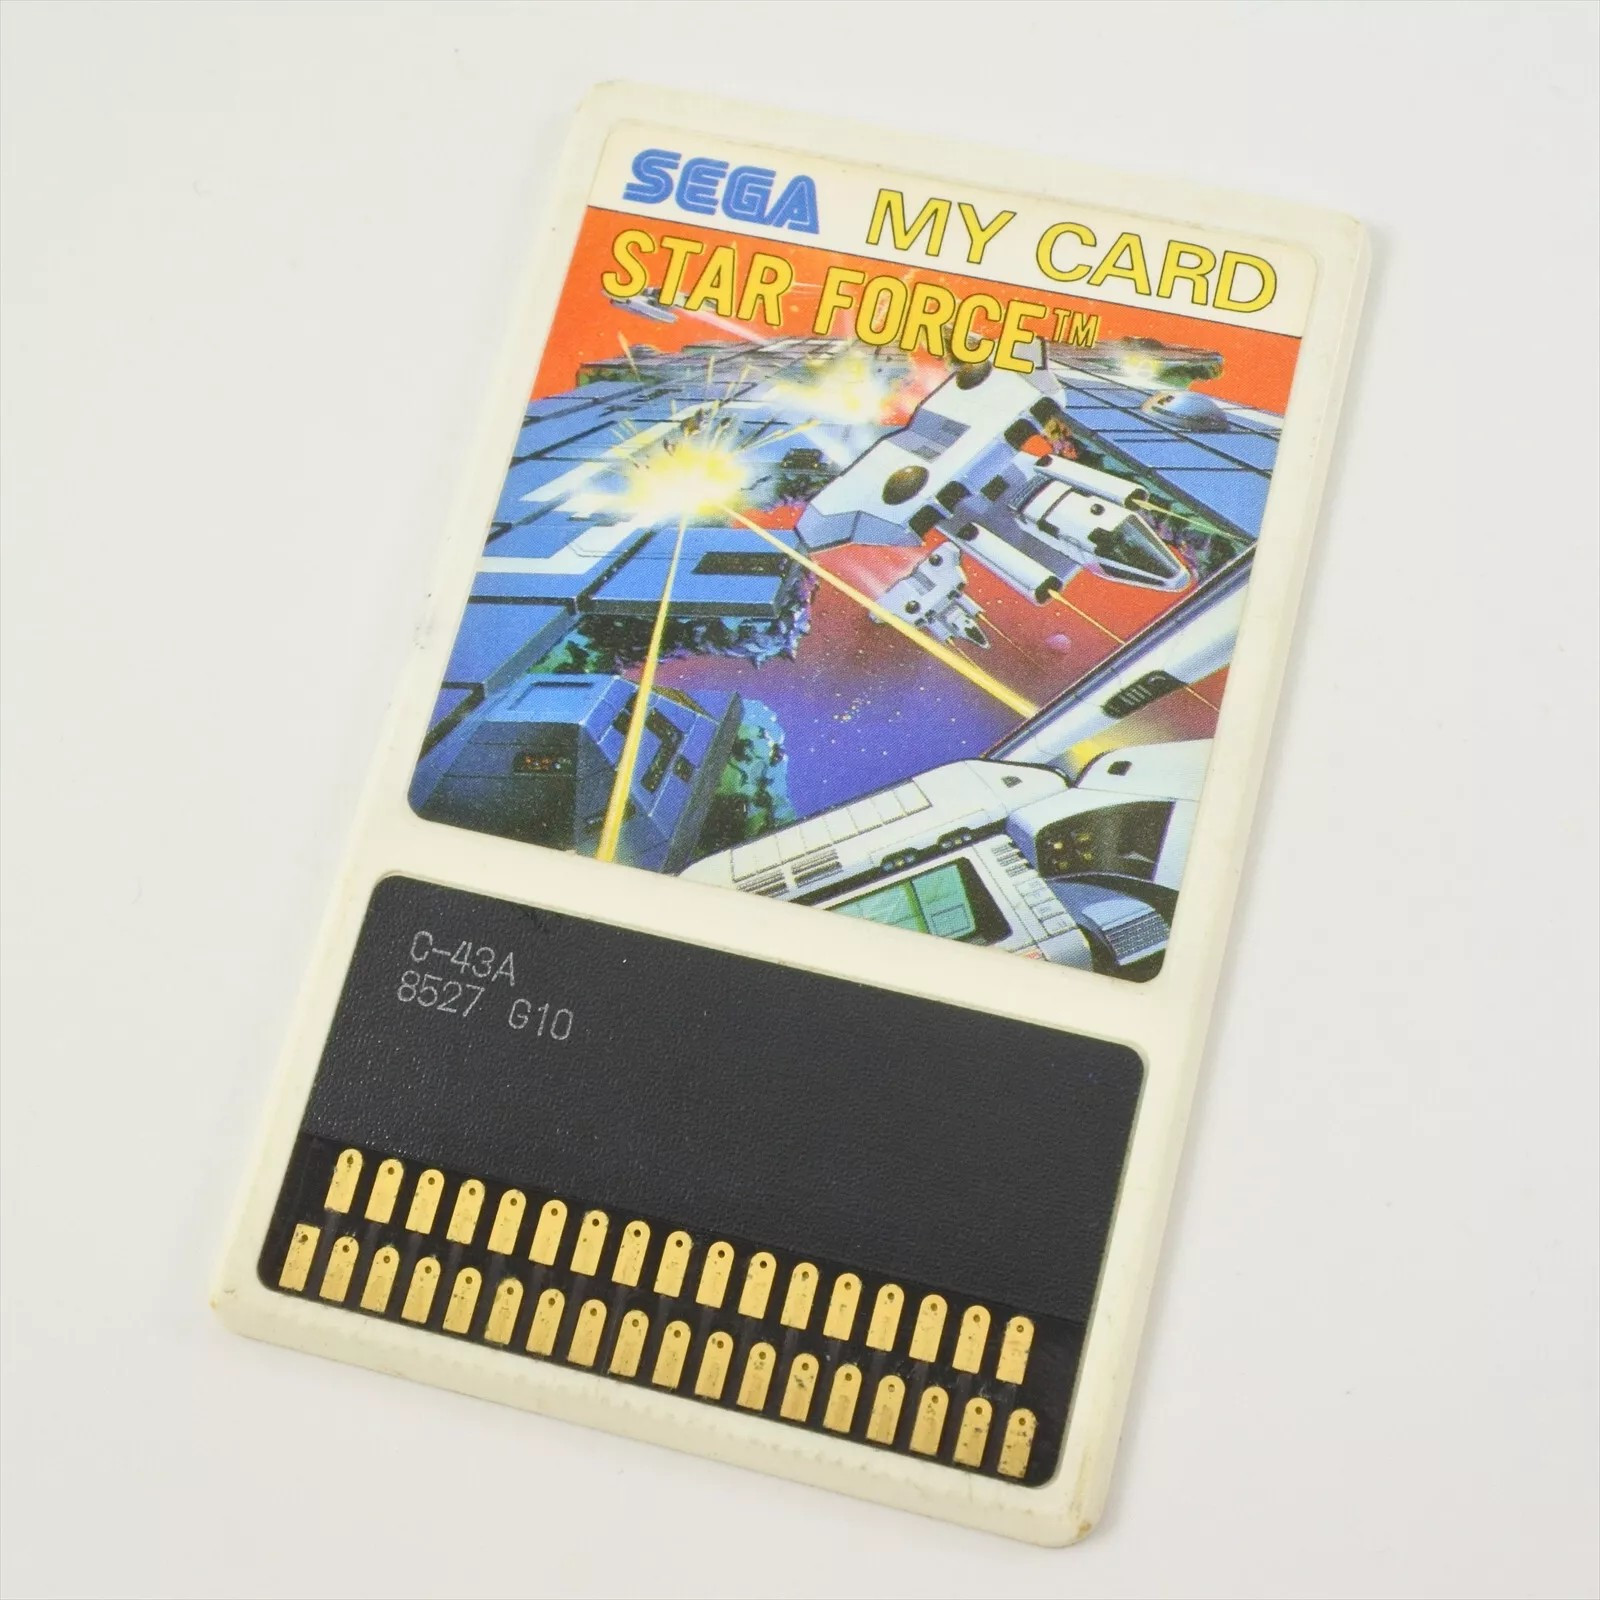 SEGA MY CARD
STAR FORCE™
C-43A
8527 G10